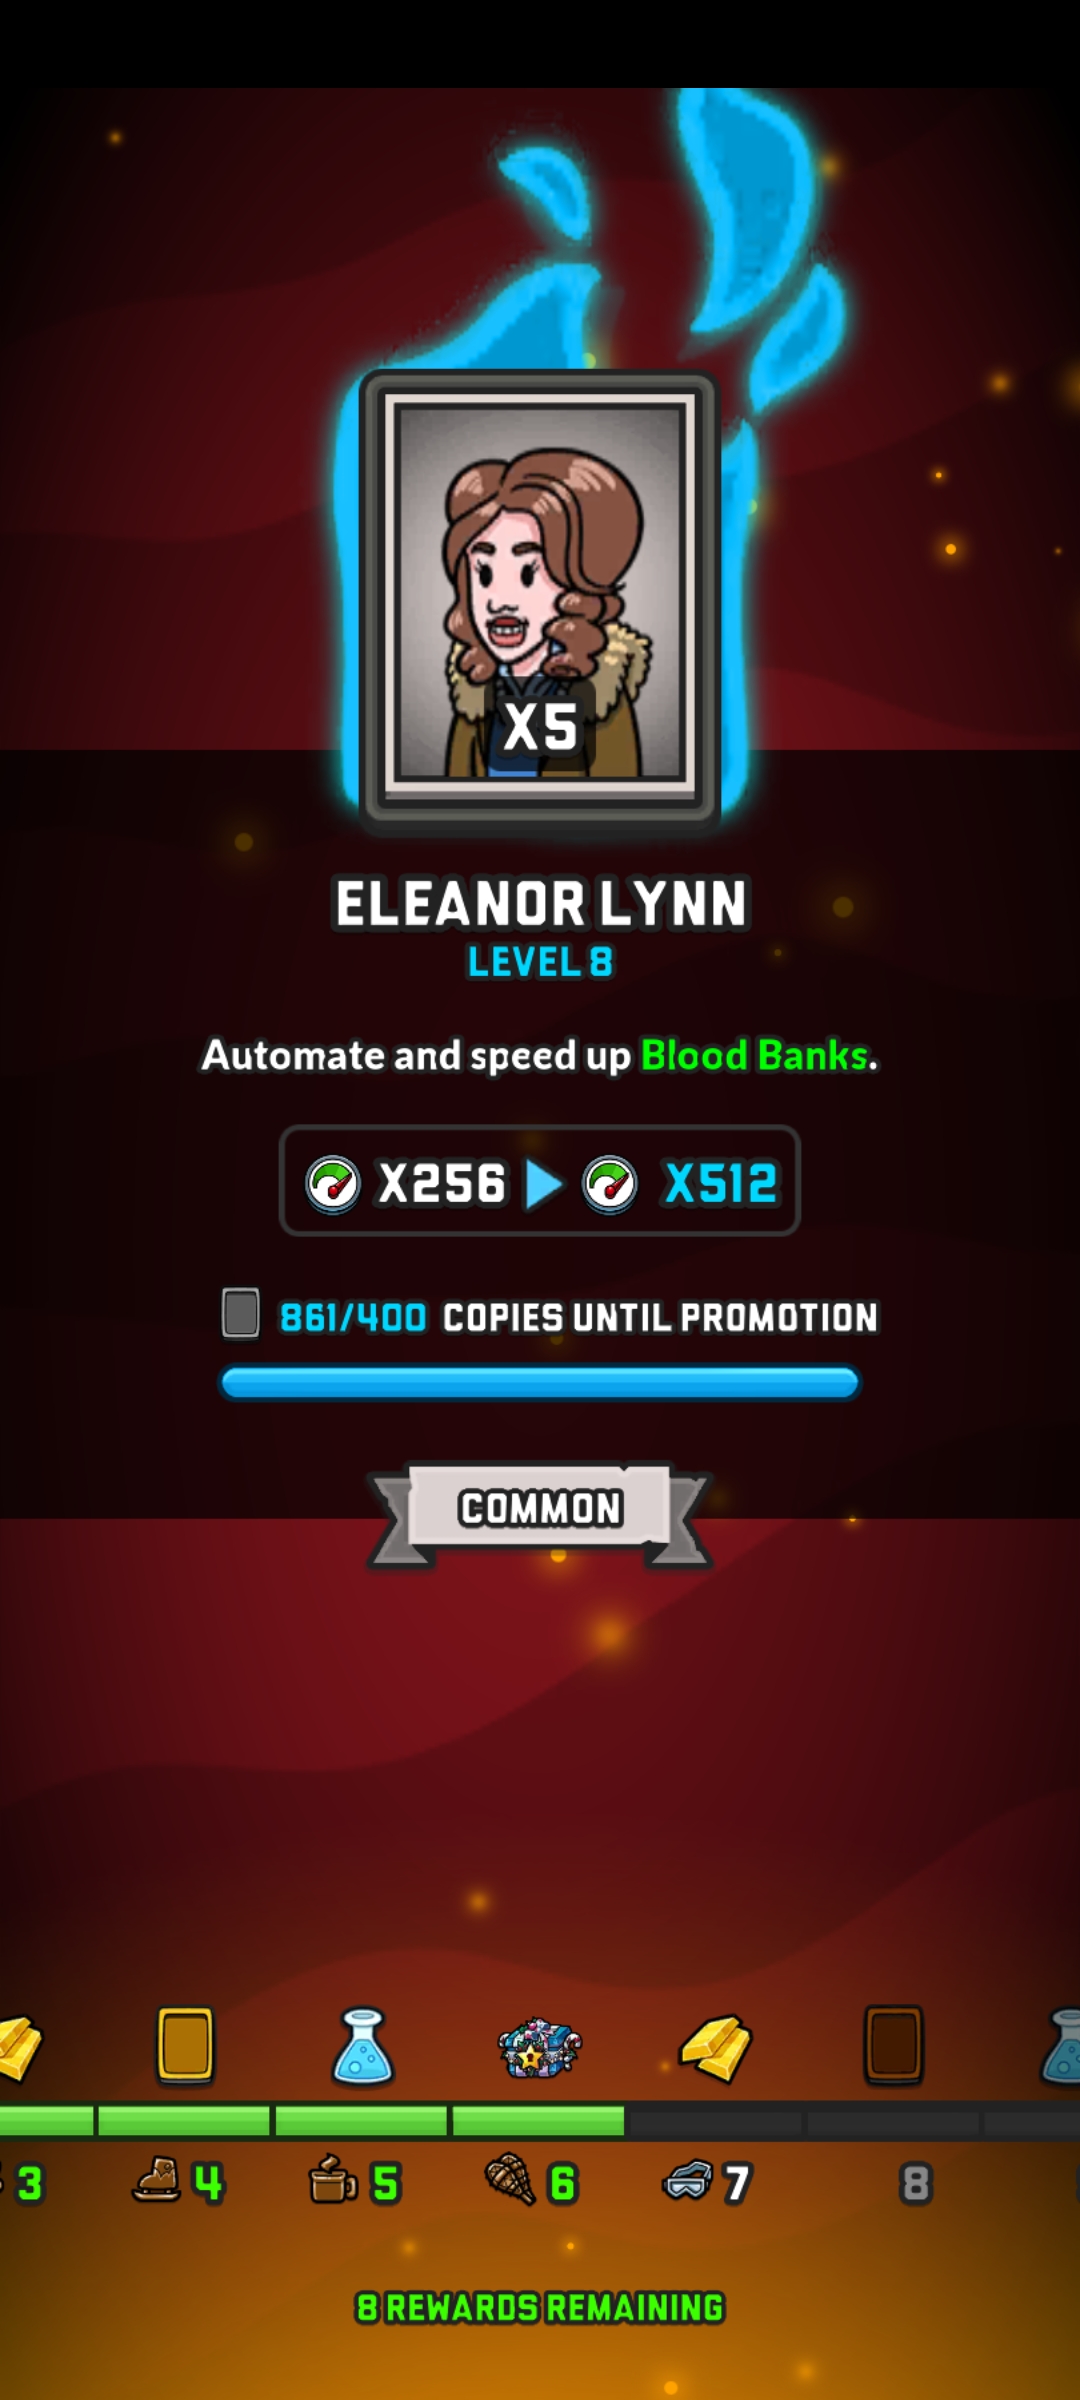 X5
ELEANOR LYNN
LEVEL 8
Automate and speed up Blood Banks.
X256 X512
861/400 COPIES UNTIL PROMOTION
COMMON
3 4 5 6 7 8
8 REWARDS REMAINING